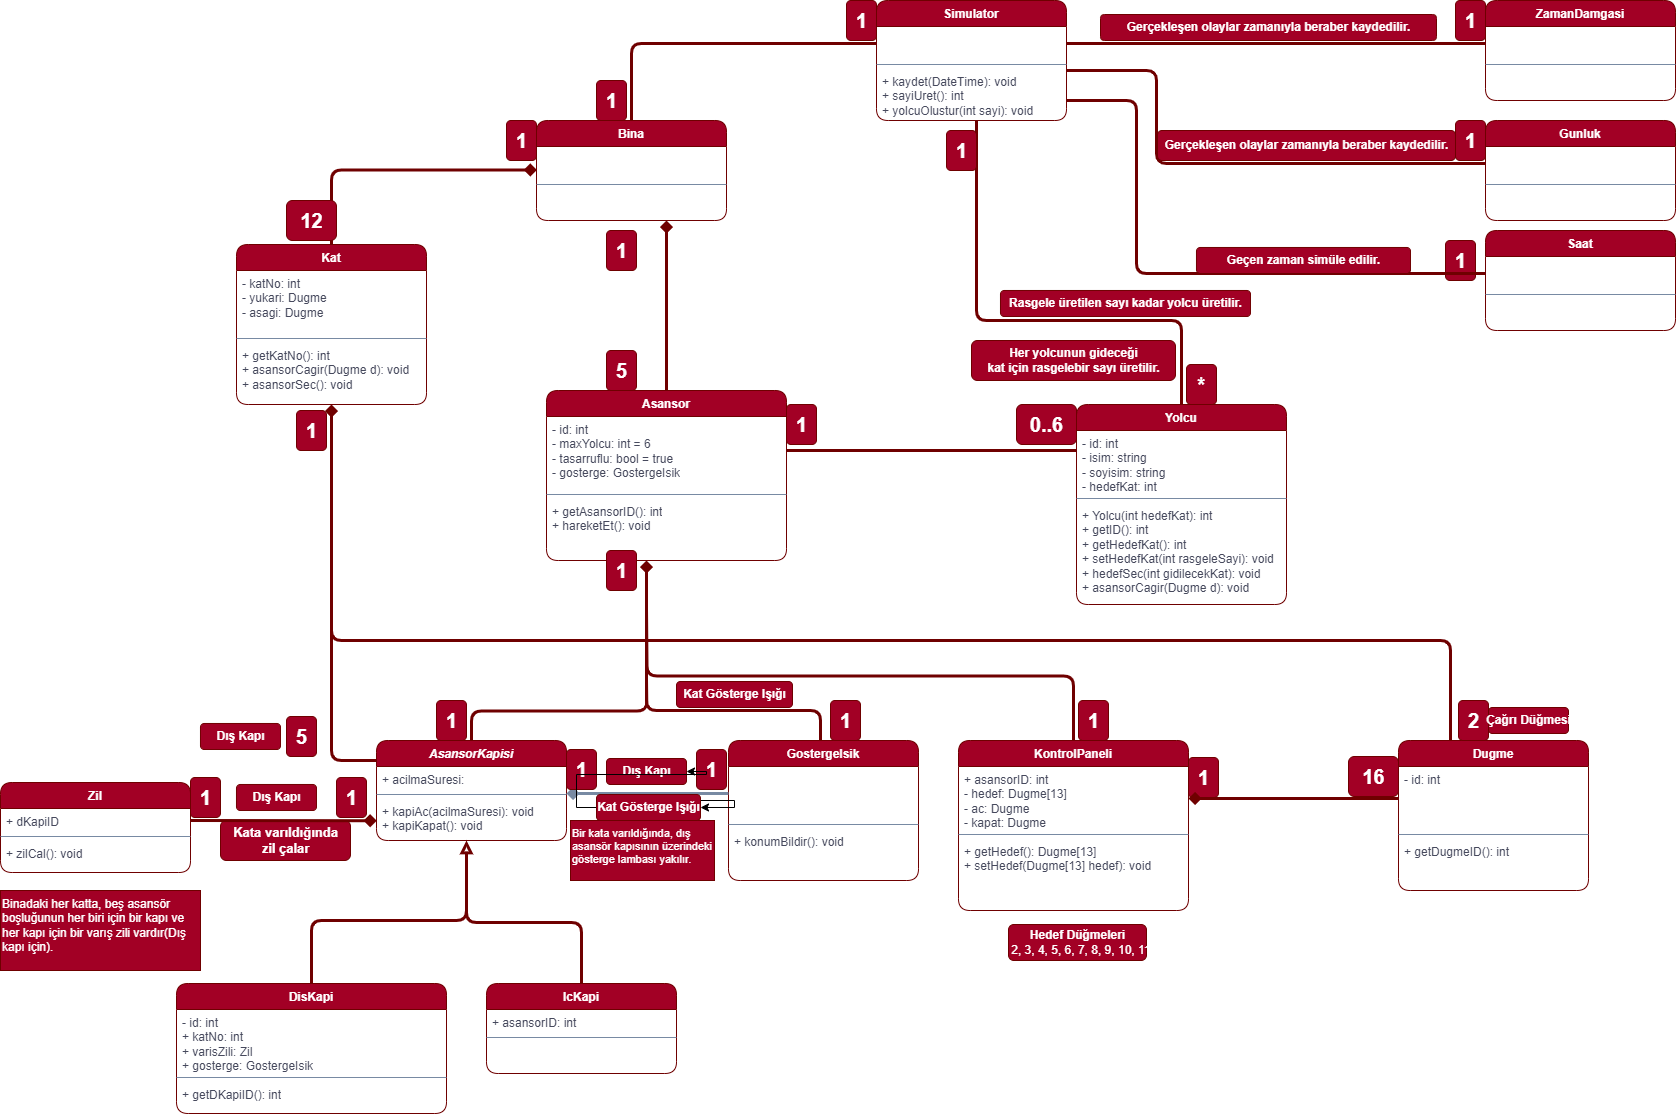 1
Simulator
+ kaydet(DateTime): void
+ sayiUret(): int
+ yolcuOlustur(int sayi): void
Gerçekleşen olaylar zamanıyla beraber kaydedilir.
1
ZamanDamgasi
1
Bina
1
1
Gerçekleşen olaylar zamanıyla beraber kaydedilir.
1
Gunluk
12
1
Geçen zaman simüle edilir.
1
Saat
Kat
- katNo: int
- yukari: Dugme
- asagi: Dugme
+ getKatNo(): int
+ asansorCagir(Dugme d): void
+ asansorSec(): void
Rasgele üretilen sayı kadar yolcu üretilir.
Her yolcunun gideceği
kat için rasgelebir sayı üretilir.
5
*
1
Asansor
- id: int
- maxYolcu: int = 6
- tasarruflu: bool = true
- gosterge: GostergeIsik
+ getAsansorID(): int
+ hareketEt(): void
1
0..6
Yolcu
- id: int
- isim: string
- soyisim: string
- hedefKat: int
+ Yolcu(int hedefKat): int
+ getID(): int
+ getHedefKat(): int
+ setHedefKat(int rasgeleSayi): void
+ hedefSec(int gidilecekKat): void
+ asansorCagir(Dugme d): void
1
Kat Gösterge Işığı
Dış Kapı
5
1
1
1
2
Çağrı Düğmesi
AsansorKapisi
+ acilmaSuresi:
+ kapiAc(acilmaSuresi): void
+ kapiKapat(): void
1
Dış Kapı
1
Kat Gösterge Işığı
Bir kata varıldığında, dış
asansör kapısının üzerindeki
gösterge lambası yakılır.
GostergeIsik
+ konumBildir(): void
KontrolPaneli
+ asansorID: int
- hedef: Dugme[13]
- ac: Dugme
- kapat: Dugme
+ getHedef(): Dugme[13]
+ setHedef(Dugme[13] hedef): void
1
16
Dugme
- id: int
+ getDugmeID(): int
Zil
+ dKapiID
+ zilCal(): void
1
Dış Kapı
1
Kata varıldığında
zil çalar
Binadaki her katta, beş asansör
boşluğunun her biri için bir kapı ve
her kapı için bir varış zili vardır(Dış
kapı için).
Hedef Düğmeleri
2, 3, 4, 5, 6, 7, 8, 9, 10, 11
DisKapi
- id: int
+ katNo: int
+ varisZili: Zil
+ gosterge: GostergeIsik
+ getDKapiID(): int
IcKapi
+ asansorID: int